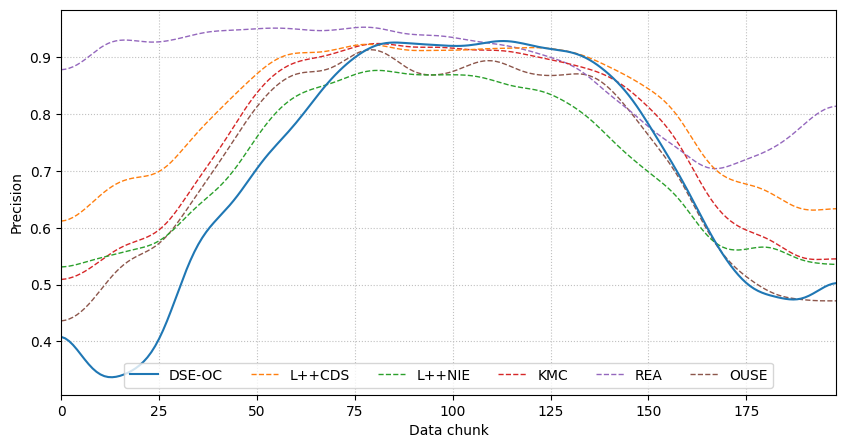 Precision
0.9
0.8
0.7
0.6
0.5
0.4
DSE-OC L++CDS L++NIE KMC REA OUSE
0 25 50 75 100 125 150 175
Data chunk